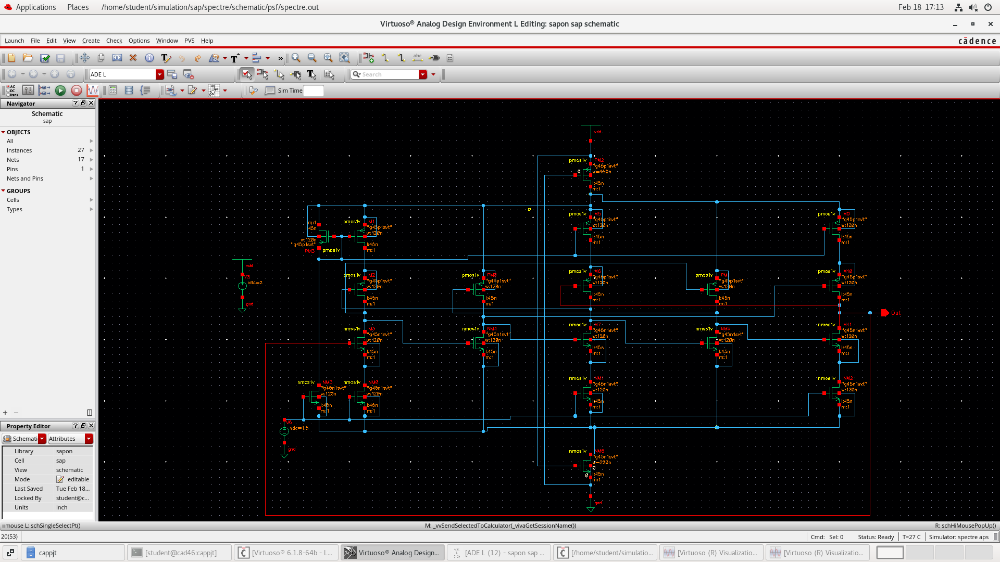 Applications Places /home/student/simulation/sap/spectre/schematic/psf/spectre.out Feb 18 17:13
Virtuoso® Analog Design Environment L Editing: sapon sap schematic
Launch File Edit View Create Check Options Window PVS Help cādence
» abc
ADE L Search
AC DC Trans Sim Time
Navigator
Schematic
sap
OBJECTS
All
Instances 27
Nets 17
Pins 1
Nets and Pins
GROUPS
Cells
Types
Property Editor
Schemati Attributes
Library sapon
Cell sap
View schematic
Mode editable
Last Saved Tue Feb 18...
Locked By student@c...
Units inch
vdd
pmos1v PM2
"g45p1svt"
w=460n
l:45n
m:1
m:1
l:45n
w:120n
"g45p1svt"
PM3 pmos1v
pmos1v M1
"g45p1svt"
w:120n
l:45n
m:1
pmos1v M5
"g45p1svt"
w:120n
l:45n
m:1
pmos1v M9
"g45p1svt"
w:120n
l:45n
m:1
vdd
V3
vdc=2
gnd
pmos1v M2
"g45p1svt"
w:120n
l:45n
m:1
pmos1v
"g45p1svt"
w:120n
l:45n
m:1
pmos1v M6
"g45p1svt"
w:120n
l:45n
m:1
pmos1v
"g45p1svt"
w:120n
l:45n
m:1
pmos1v M10
"g45p1svt"
w:120n
l:45n
m:1
Out
nmos1v M3
"g45n1svt"
w:120n
l:45n
m:1
nmos1v NM4
"g45n1svt"
w:120n
l:45n
m:1
nmos1v M7
"g45n1svt"
w:120n
l:45n
m:1
nmos1v
"g45n1svt"
w:120n
l:45n
m:1
nmos1v M11
"g45n1svt"
w:120n
l:45n
m:1
nmos1v NM3
"g45n1svt"
w:120n
l:45n
m:1
nmos1v NM0
"g45n1svt"
w:120n
l:45n
m:1
nmos1v NM1
"g45n1svt"
w:120n
l:45n
m:1
nmos1v NM2
"g45n1svt"
w:120n
l:45n
m:1
vdc=1.5
gnd
nmos1v
"g45n1svt"
w=220n
l:45n
m:1
gnd
mouse L: schSingleSelectPt() M: _vvSendSelectedToCalculator(_vivaGetSessionName()) R: schHiMousePopUp()
20(53) Cmd: Sel: 0 Status: Ready T=27 C Simulator: spectre aps
cappjt [student@cad46:cappjt] [Virtuoso® 6.1.8-64b - L... Virtuoso® Analog Design... [ADE L (12) - sapon sap ... [/home/student/simulatio... [Virtuoso (R) Visualizatio... [Virtuoso (R) Visualizatio...